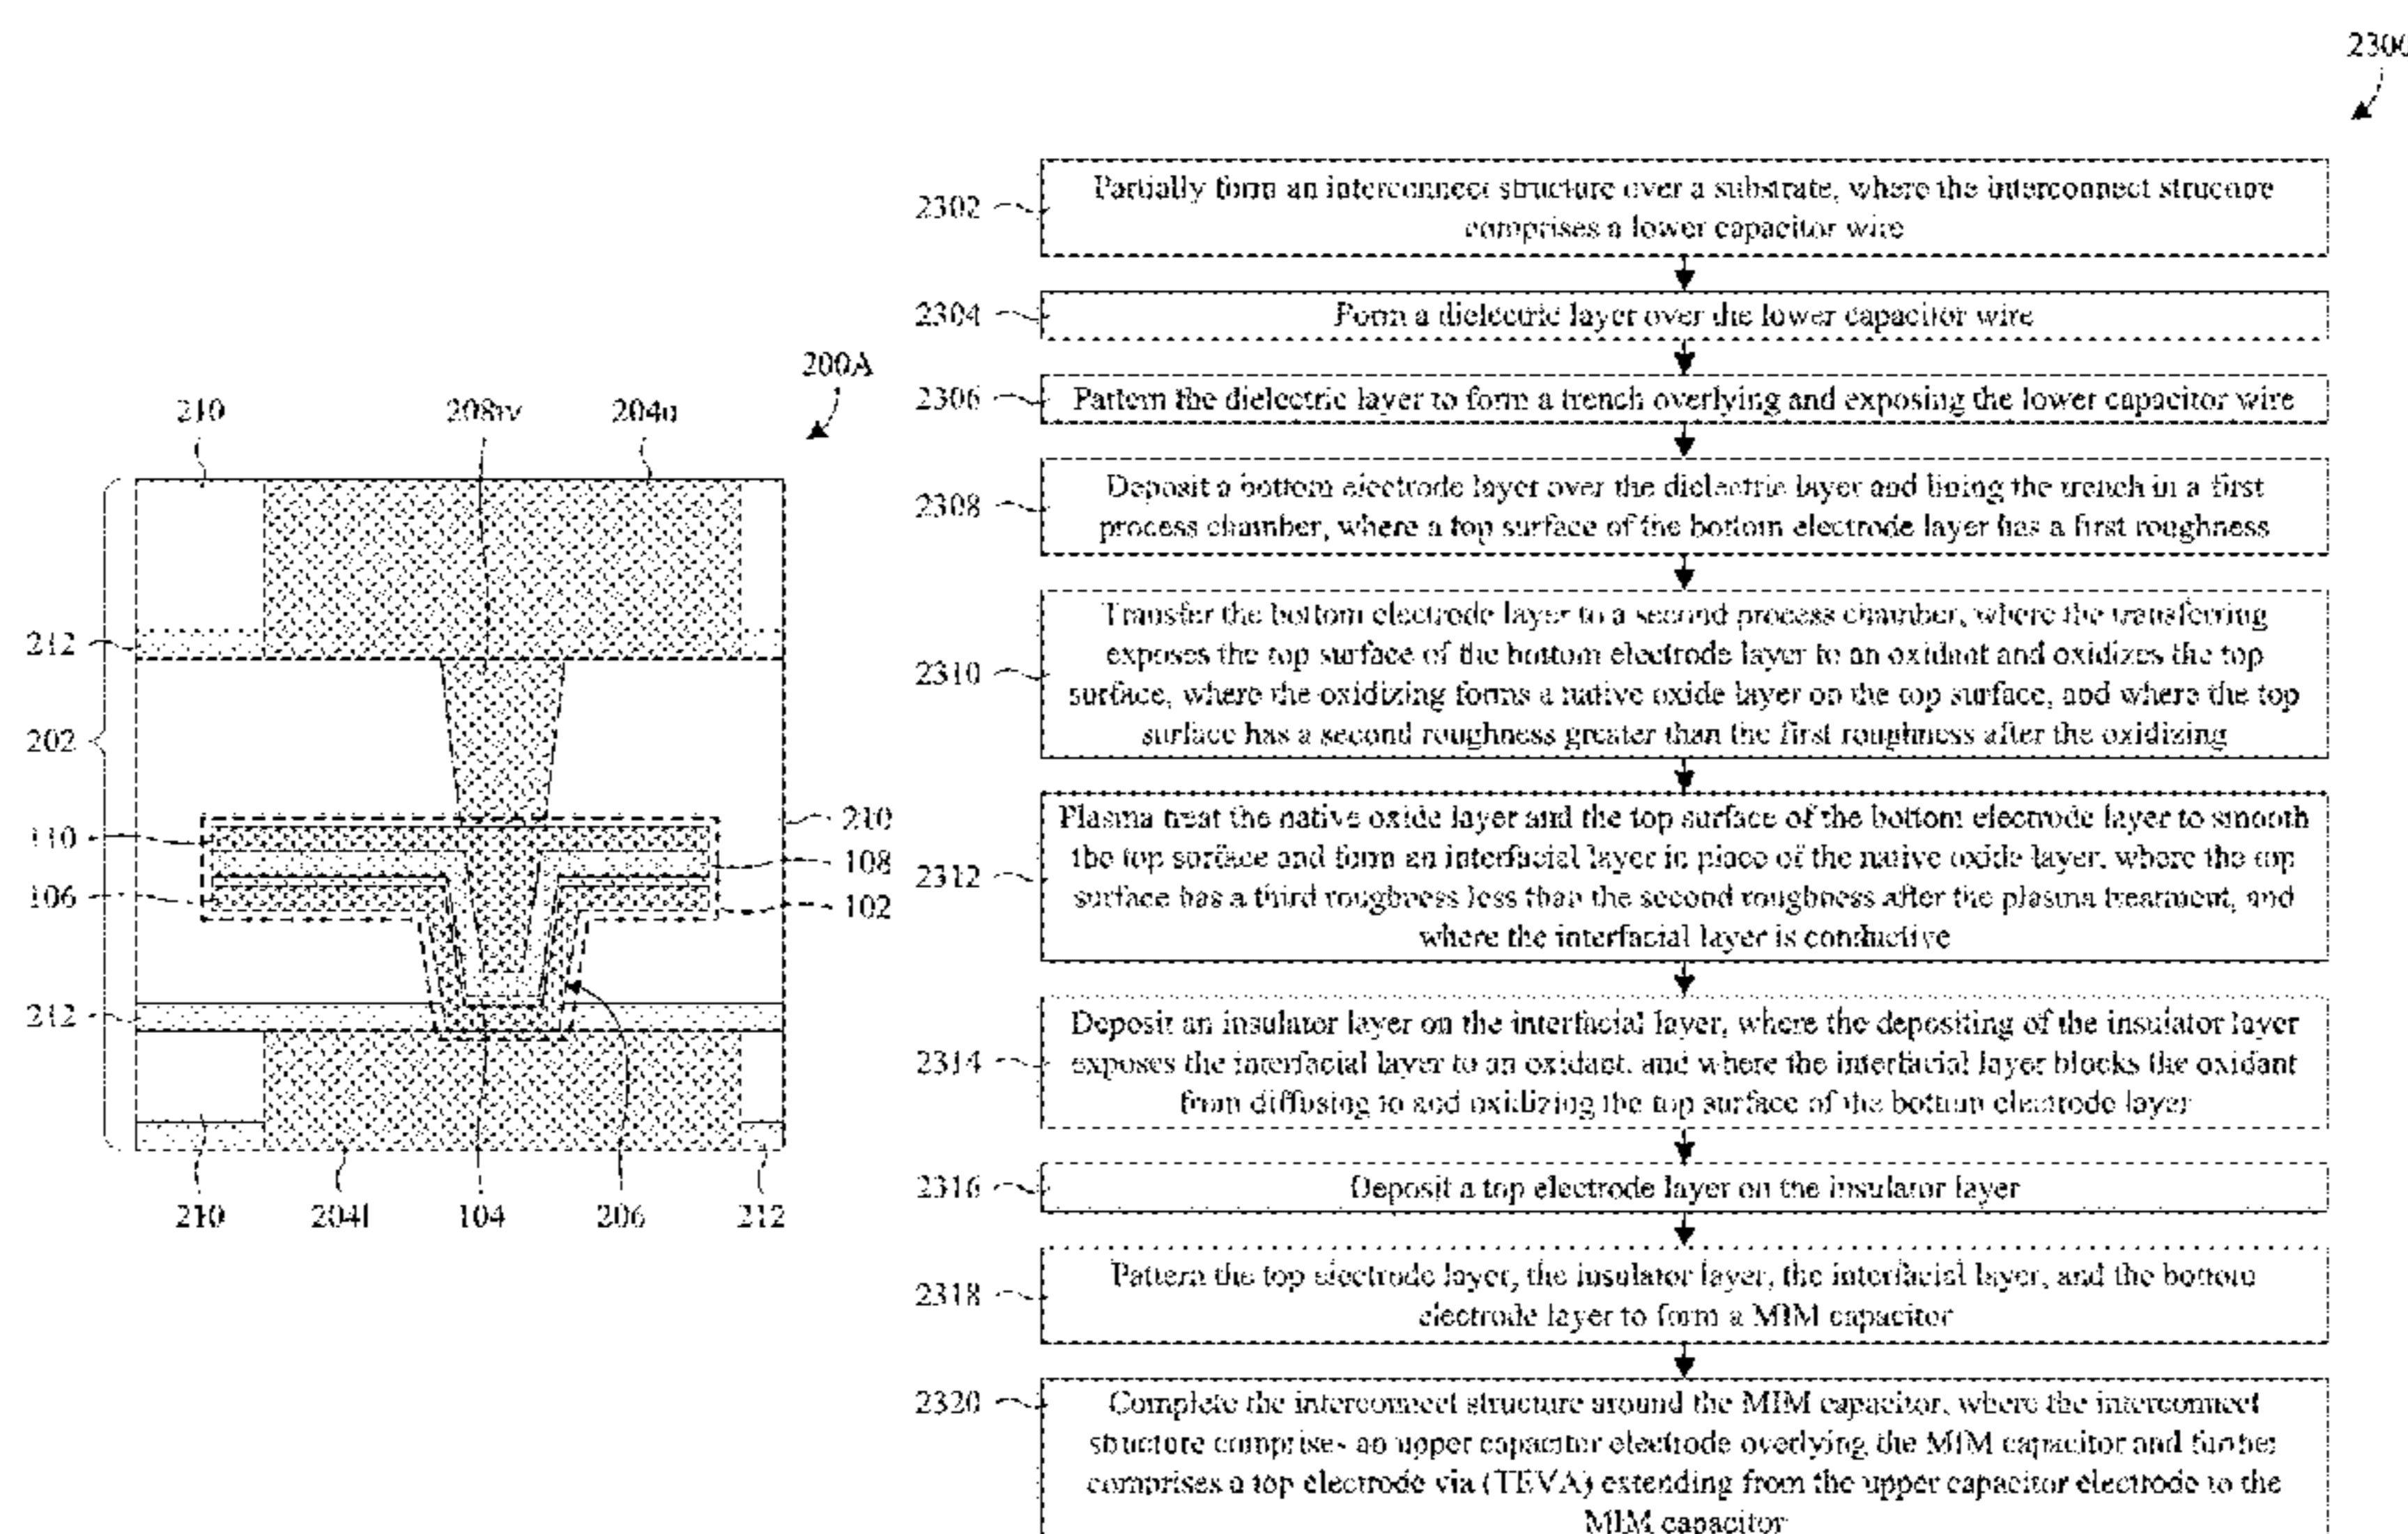 200A
210
208tv
204u
212
202
110
106
212
210
108
102
210
204l
104
206
212
2300
2302
Partially form an interconnect structure over a substrate, where the interconnect structure
comprises a lower capacitor wire
2304
Form a dielectric layer over the lower capacitor wire
2306
Pattern the dielectric layer to form a trench overlying and exposing the lower capacitor wire
2308
Deposit a bottom electrode layer over the dielectric layer and lining the trench in a first
process chamber, where a top surface of the bottom electrode layer has a first roughness
2310
Transfer the bottom electrode layer to a second process chamber, where the transferring
exposes the top surface of the bottom electrode layer to an oxidant and oxidizes the top
surface, where the oxidizing forms a native oxide layer on the top surface, and where the top
surface has a second roughness greater than the first roughness after the oxidizing
2312
Plasma treat the native oxide layer and the top surface of the bottom electrode layer to smooth
the top surface and form an interfacial layer in place of the native oxide layer, where the top
surface has a third roughness less than the second roughness after the plasma treatment, and
where the interfacial layer is conductive
2314
Deposit an insulator layer on the interfacial layer, where the depositing of the insulator layer
exposes the interfacial layer to an oxidant, and where the interfacial layer blocks the oxidant
from diffusing to and oxidizing the top surface of the bottom electrode layer
2316
Deposit a top electrode layer on the insulator layer
2318
Pattern the top electrode layer, the insulator layer, the interfacial layer, and the bottom
electrode layer to form a MIM capacitor
2320
Complete the interconnect structure around the MIM capacitor, where the interconnect
structure comprises an upper capacitor electrode overlying the MIM capacitor and further
comprises a top electrode via (TEVA) extending from the upper capacitor electrode to the
MIM capacitor